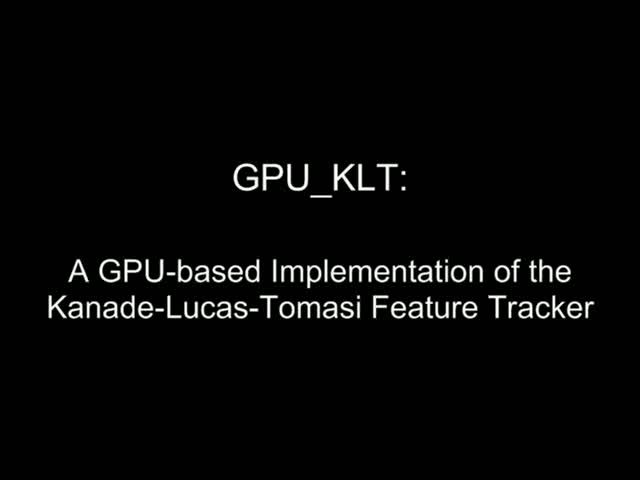 GPU_KLT:
A GPU-based Implementation of the
Kanade-Lucas-Tomasi Feature Tracker